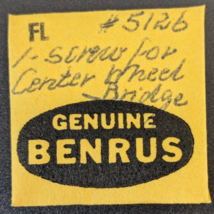 FL #5126
1-screw for
Center Wheel
Bridge
GENUINE
BENRUS